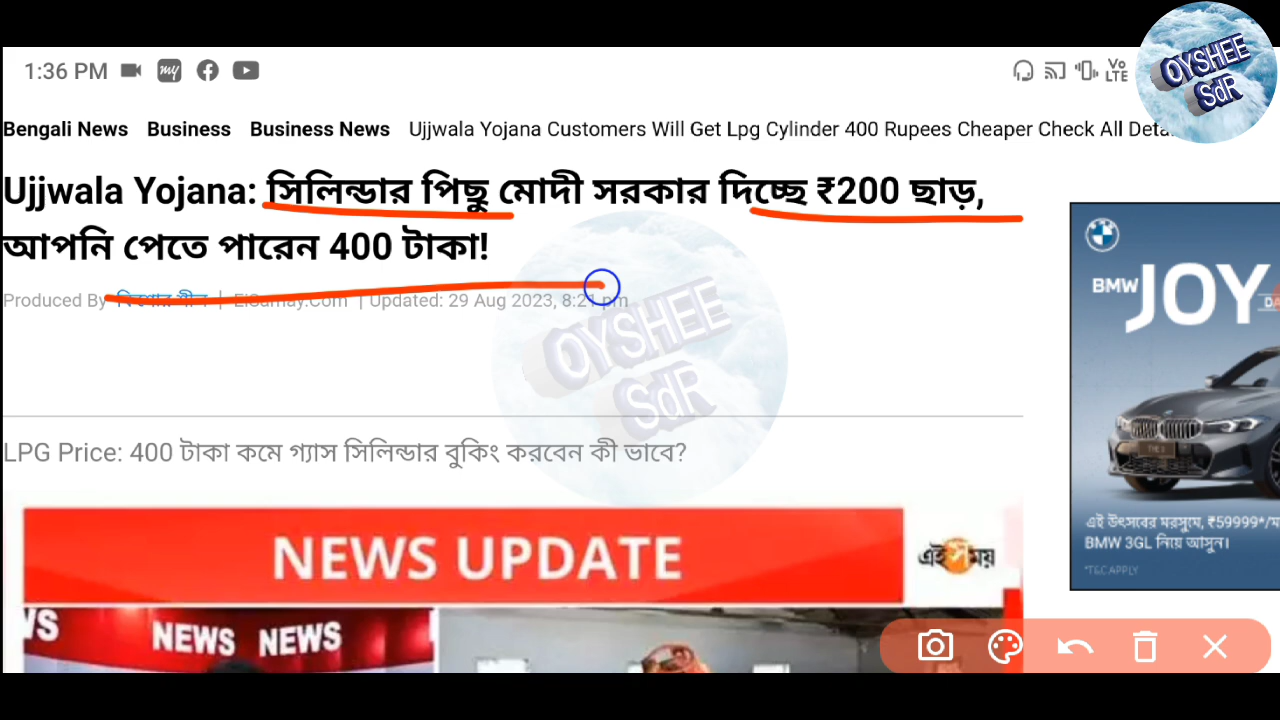 1:36 PM
Vo LTE
OYSHEE
SdR
Bengali News Business Business News Ujjwala Yojana Customers Will Get Lpg Cylinder 400 Rupees Cheaper Check All
Ujjwala Yojana: সিলিন্ডার পিছু মোদী সরকার দিচ্ছে ₹200 ছাড়,
আপনি পেতে পারেন 400 টাকা!
Produced By কিশোর শীল | EiSamay.Com | Updated: 29 Aug 2023, 8:21 pm
OYSHEE
SdR
LPG Price: 400 টাকা কমে গ্যাস সিলিন্ডার বুকিং করবেন কী ভাবে?
NEWS UPDATE
এই সময়
NEWS NEWS
BMW JOY
এই উৎসবের মরসুমে, ₹59999*/
BMW 3GL নিয়ে আসুন।
*T&C APPLY